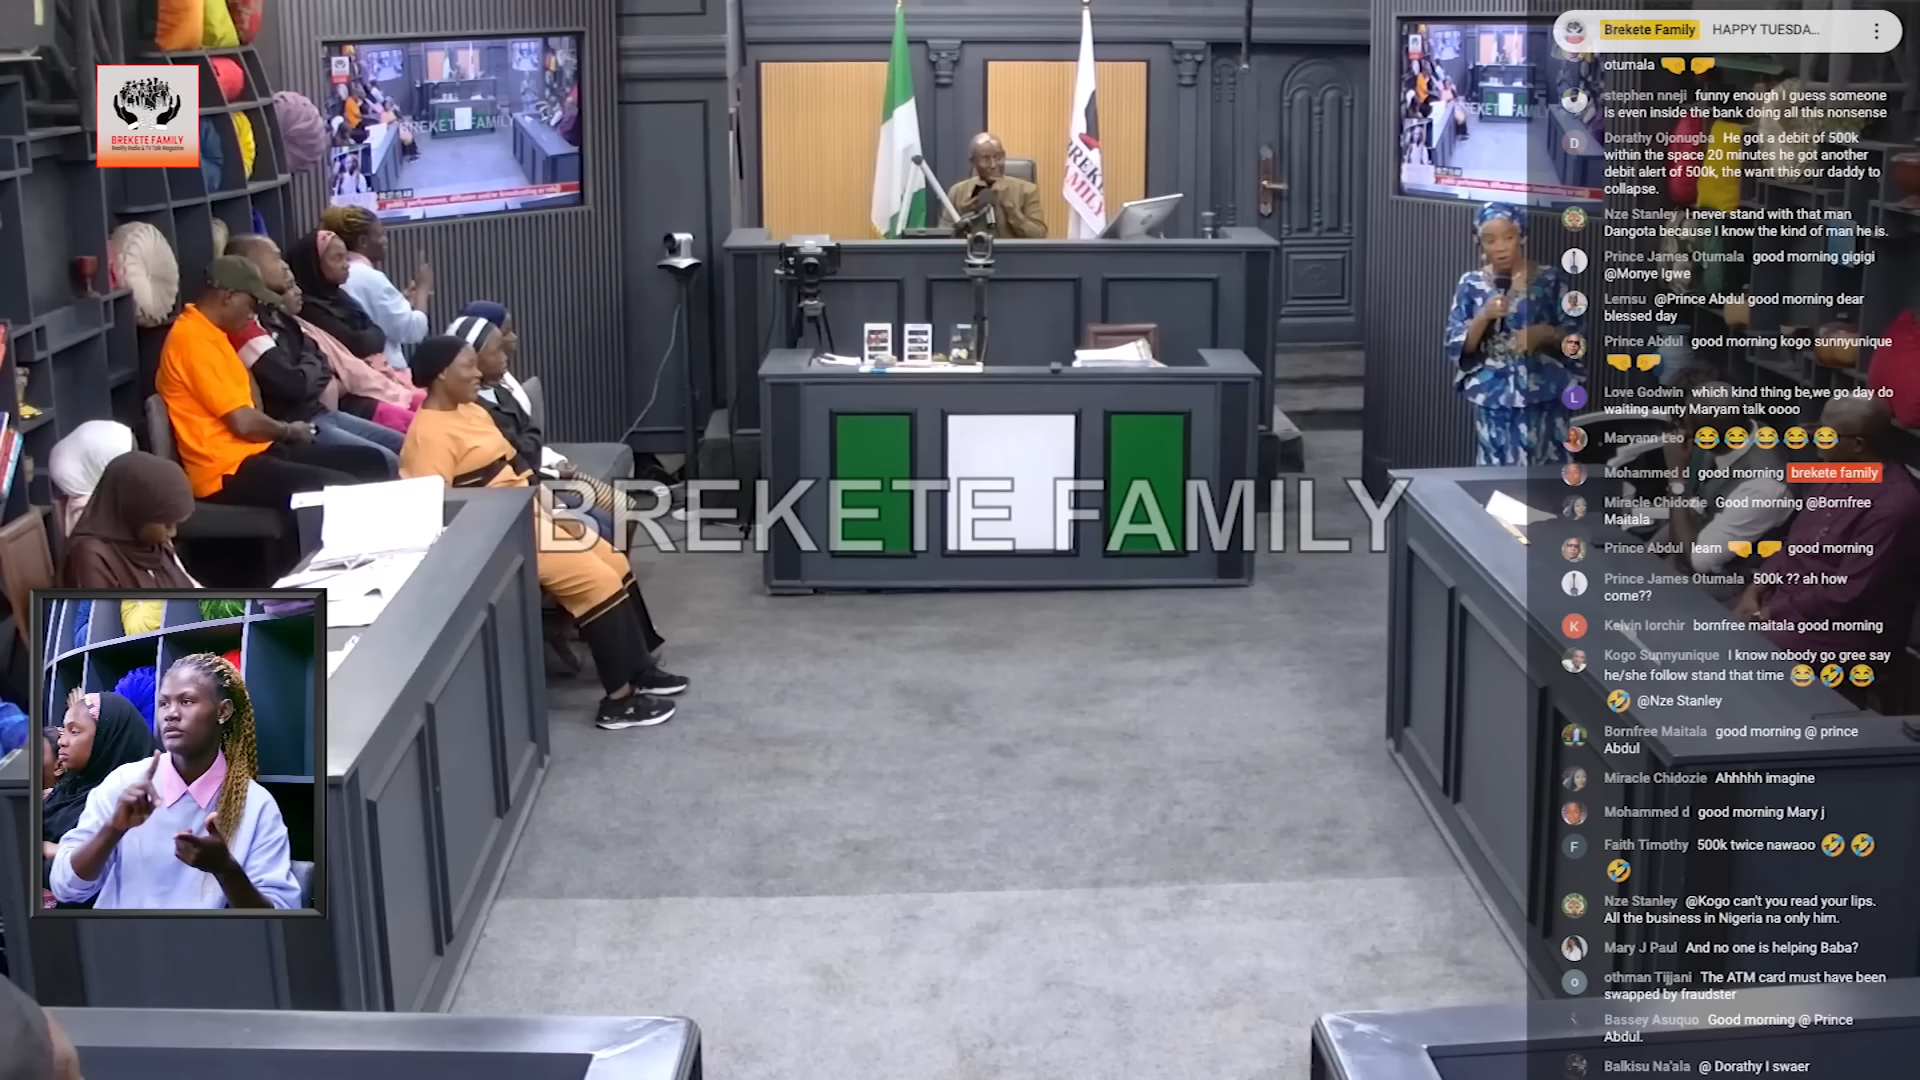 BREKETE FAMILY
Reality Radio & TV Talk Magazine
BREKETE FAMILY
BREKETE FAMILY
BREKETE FAMILY
Brekete Family HAPPY TUESDA...
otumala 🤜 🤛
stephen nneji funny enough I guess someone
is even inside the bank doing all this nonsense
D
Dorathy Ojonugba He got a debit of 500k
within the space 20 minutes he got another
debit alert of 500k, the want this our daddy to
collapse.
Nze Stanley I never stand with that man
Dangota because I know the kind of man he is.
Prince James Otumala good morning gigigi
@Monye Igwe
Lemsu @Prince Abdul good morning dear
blessed day
Prince Abdul good morning kogo sunnyunique
🤜 🤛
L
Love Godwin which kind thing be,we go day do
waiting aunty Maryam talk oooo
Maryann Leo 😂 😂 😂 😂 😂
Mohammed d good morning brekete family
Miracle Chidozie Good morning @Bornfree
Maitala
Prince Abdul learn 🤜 🤛 good morning
Prince James Otumala 500k ?? ah how
come??
K
Kelvin Iorchir bornfree maitala good morning
Kogo Sunnyunique I know nobody go gree say
he/she follow stand that time 😂 🤣 😂
🤣 @Nze Stanley
Bornfree Maitala good morning @ prince
Abdul
Miracle Chidozie Ahhhhh imagine
Mohammed d good morning Mary j
F
Faith Timothy 500k twice nawaoo 🤣 🤣
🤣
Nze Stanley @Kogo can't you read your lips.
All the business in Nigeria na only him.
Mary J Paul And no one is helping Baba?
o
othman Tijjani The ATM card must have been
swapped by fraudster
Bassey Asuquo Good morning @ Prince
Abdul.
Balkisu Na'ala @ Dorathy I swaer